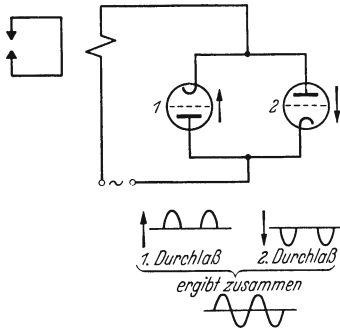 1
2
~
1. Durchlaß
2. Durchlaß
ergibt zusammen